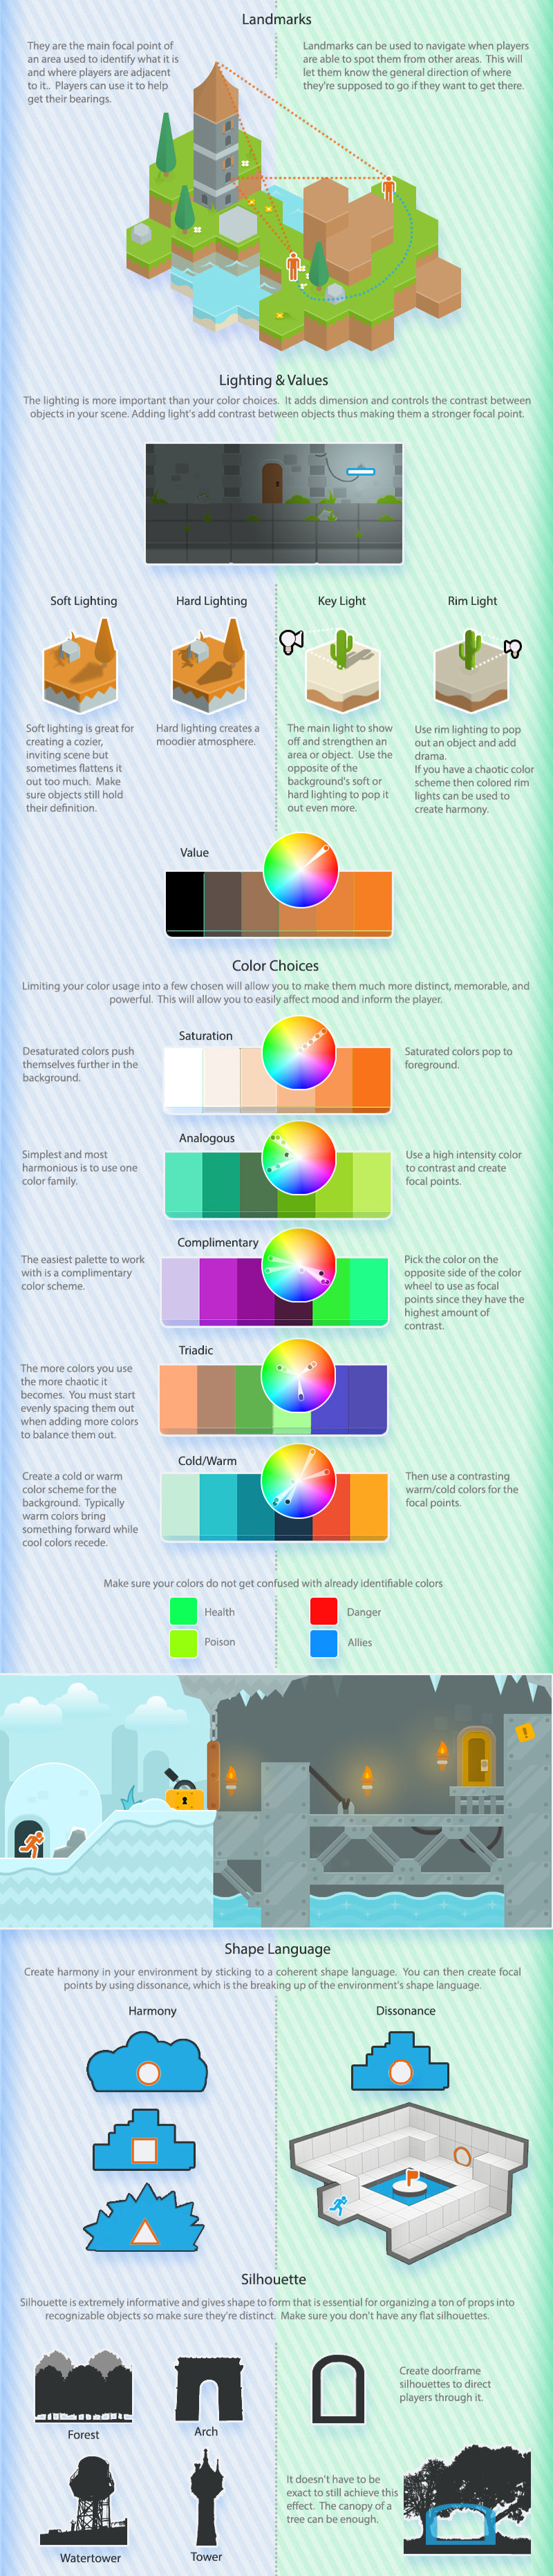 Landmarks
They are the main focal point of
an area used to identify what it is
and where players are adjacent
to it.. Players can use it to help
get their bearings.
Landmarks can be used to navigate when players
are able to spot them from other areas. This will
let them know the general direction of where
they're supposed to go if they want to get there.
Lighting & Values
The lighting is more important than your color choices. It adds dimension and controls the contrast between
objects in your scene. Adding light's add contrast between objects thus making them a stronger focal point.
Soft Lighting
Soft lighting is great for
creating a cozier,
inviting scene but
sometimes flattens it
out too much. Make
sure objects still hold
their definition.
Hard Lighting
Hard lighting creates a
moodier atmosphere.
Key Light
The main light to show
off and strengthen an
area or object. Use the
opposite of the
background's soft or
hard lighting to pop it
out even more.
Rim Light
Use rim lighting to pop
out an object and add
drama.
If you have a chaotic color
scheme then colored rim
lights can be used to
create harmony.
Value
Color Choices
Limiting your color usage into a few chosen will allow you to make them much more distinct, memorable, and
powerful. This will allow you to easily affect mood and inform the player.
Saturation
Desaturated colors push
themselves further in the
background.
Saturated colors pop to
foreground.
Analogous
Simplest and most
harmonious is to use one
color family.
Use a high intensity color
to contrast and create
focal points.
Complimentary
The easiest palette to work
with is a complimentary
color scheme.
Pick the color on the
opposite side of the color
wheel to use as focal
points since they have the
highest amount of
contrast.
Triadic
The more colors you use
the more chaotic it
becomes. You must start
evenly spacing them out
when adding more colors
to balance them out.
Cold/Warm
Create a cold or warm
color scheme for the
background. Typically
warm colors bring
something forward while
cool colors recede.
Then use a contrasting
warm/cold colors for the
focal points.
Make sure your colors do not get confused with already identifiable colors
Health
Danger
Poison
Allies
!
Shape Language
Create harmony in your environment by sticking to a coherent shape language. You can then create focal
points by using dissonance, which is the breaking up of the environment's shape language.
Harmony
Dissonance
Silhouette
Silhouette is extremely informative and gives shape to form that is essential for organizing a ton of props into
recognizable objects so make sure they're distinct. Make sure you don't have any flat silhouettes.
Forest
Arch
Create doorframe
silhouettes to direct
players through it.
Watertower
Tower
It doesn't have to be
exact to still achieve this
effect. The canopy of a
tree can be enough.